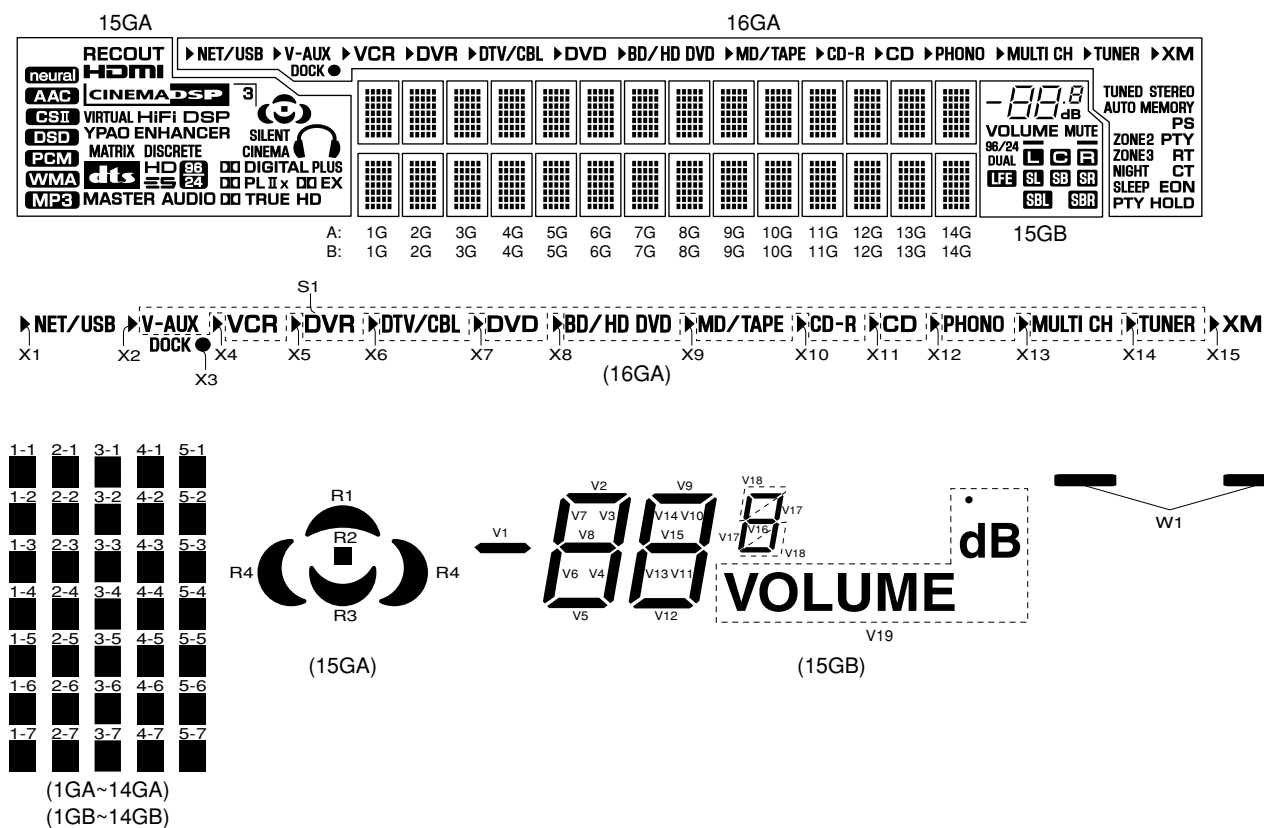 15GA 16GA
RECOUT ▶NET/USB ▶V-AUX ▶VCR ▶DVR ▶DTV/CBL ▶DVD ▶BD/HD DVD ▶MD/TAPE ▶CD-R ▶CD ▶PHONO ▶MULTI CH ▶TUNER ▶XM
neural HDMI DOCK ●
AAC CINEMA DSP 3 -88.8 dB TUNED STEREO
CSII VIRTUAL HiFi DSP AUTO MEMORY
DSD YPAO ENHANCER SILENT CINEMA VOLUME MUTE PS
PCM MATRIX DISCRETE 96/24 DUAL L C R ZONE2 PTY
WMA dts HD ES 96 24 DIGITAL PLUS ZONE3 RT
PL II x EX LFE SL SB SR NIGHT CT
SLEEP EON
MP3 MASTER AUDIO TRUE HD SBL SBR PTY HOLD
A: 1G 2G 3G 4G 5G 6G 7G 8G 9G 10G 11G 12G 13G 14G 15GB
B: 1G 2G 3G 4G 5G 6G 7G 8G 9G 10G 11G 12G 13G 14G
S1
▶NET/USB ▶V-AUX ▶VCR ▶DVR ▶DTV/CBL ▶DVD ▶BD/HD DVD ▶MD/TAPE ▶CD-R ▶CD ▶PHONO ▶MULTI CH ▶TUNER ▶XM
DOCK ●
X1 X2 X3 X4 X5 X6 X7 X8 X9 X10 X11 X12 X13 X14 X15
(16GA)
1-1 2-1 3-1 4-1 5-1
1-2 2-2 3-2 4-2 5-2
1-3 2-3 3-3 4-3 5-3
1-4 2-4 3-4 4-4 5-4
1-5 2-5 3-5 4-5 5-5
1-6 2-6 3-6 4-6 5-6
1-7 2-7 3-7 4-7 5-7
(1GA~14GA)
(1GB~14GB)
R1
R2
R4 R4
R3
(15GA)
V2 V9 V18
V7 V3 V14 V10 V17
V1 V8 V15 V16
V17 V18
V6 V4 V13 V11
V5 V12
dB
VOLUME
V19
(15GB)
W1